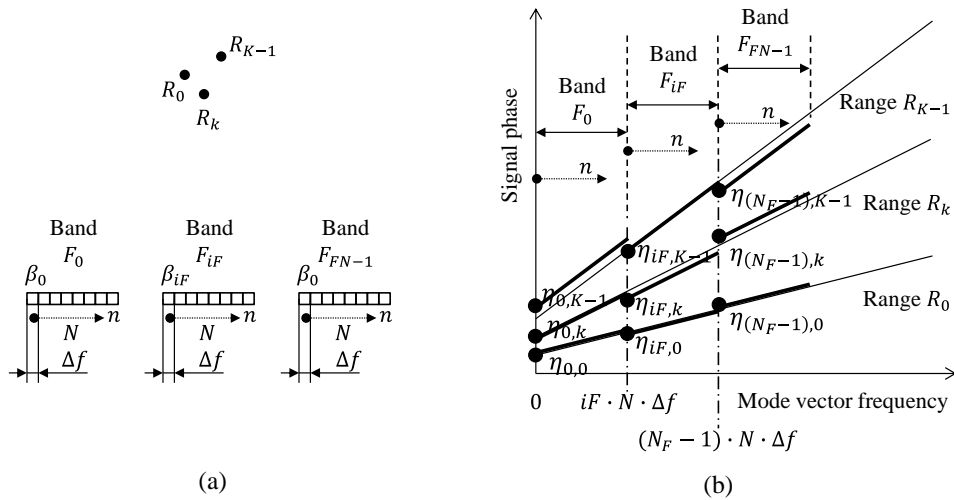 R_{K−1}
R_0
R_k
Band
F_0
Band
F_{iF}
Band
F_{FN−1}
β_0
β_{iF}
β_0
n
n
n
N
N
N
Δf
Δf
Δf
(a)
Signal phase
Band
F_0
Band
F_{iF}
Band
F_{FN−1}
n
n
n
Range R_{K−1}
Range R_k
Range R_0
η_{(N_F−1),K−1}
η_{iF,K−1}
η_{(N_F−1),k}
η_{0,K−1}
η_{iF,k}
η_{(N_F−1),0}
η_{0,k}
η_{iF,0}
η_{0,0}
0
iF · N · Δf
Mode vector frequency
(N_F − 1) · N · Δf
(b)